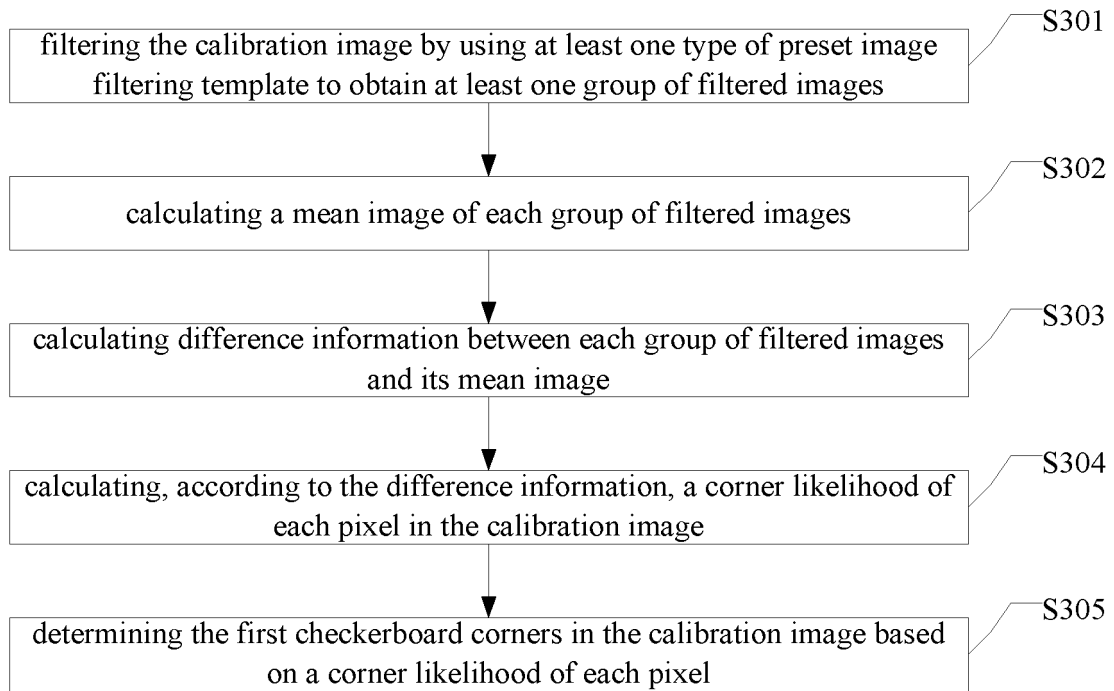 S301
filtering the calibration image by using at least one type of preset image
filtering template to obtain at least one group of filtered images
S302
calculating a mean image of each group of filtered images
S303
calculating difference information between each group of filtered images
and its mean image
S304
calculating, according to the difference information, a corner likelihood of
each pixel in the calibration image
S305
determining the first checkerboard corners in the calibration image based
on a corner likelihood of each pixel